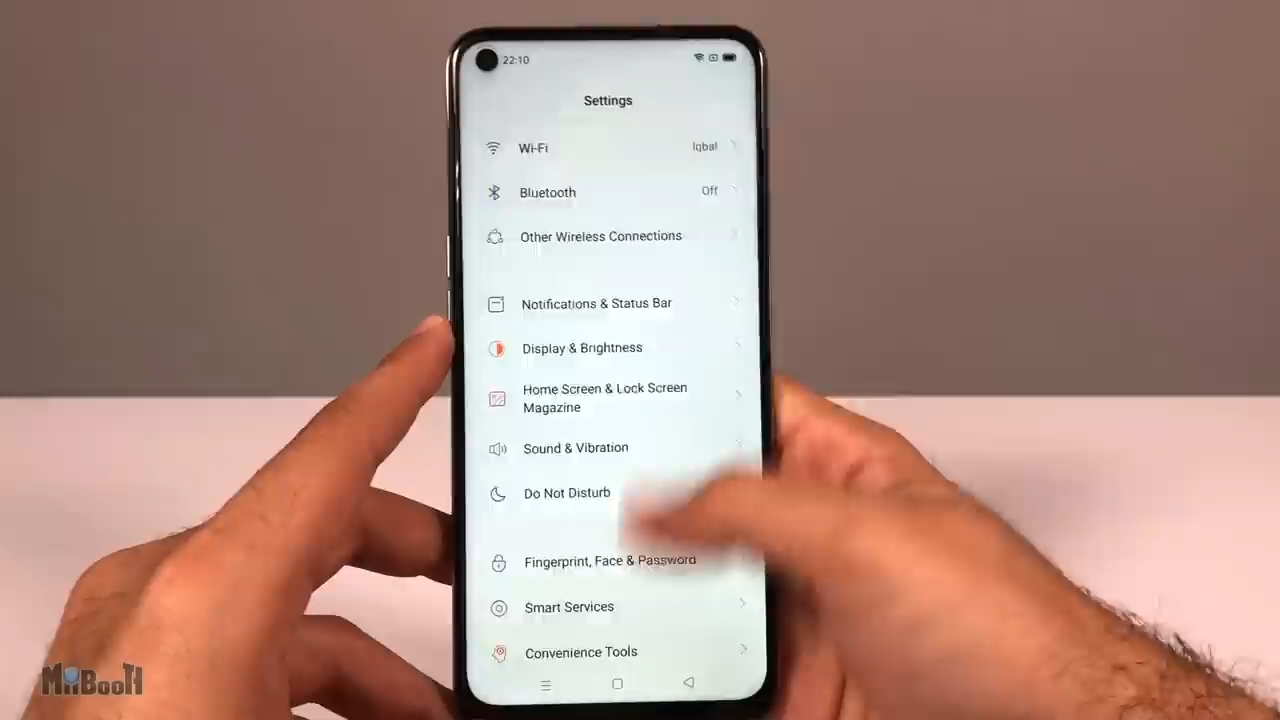 22:10
Settings
Wi-Fi Iqbal
Bluetooth Off
Other Wireless Connections
Notifications & Status Bar
Display & Brightness
Home Screen & Lock Screen
Magazine
Sound & Vibration
Do Not Disturb
Fingerprint, Face & Password
Smart Services
Convenience Tools
MiiBooTH